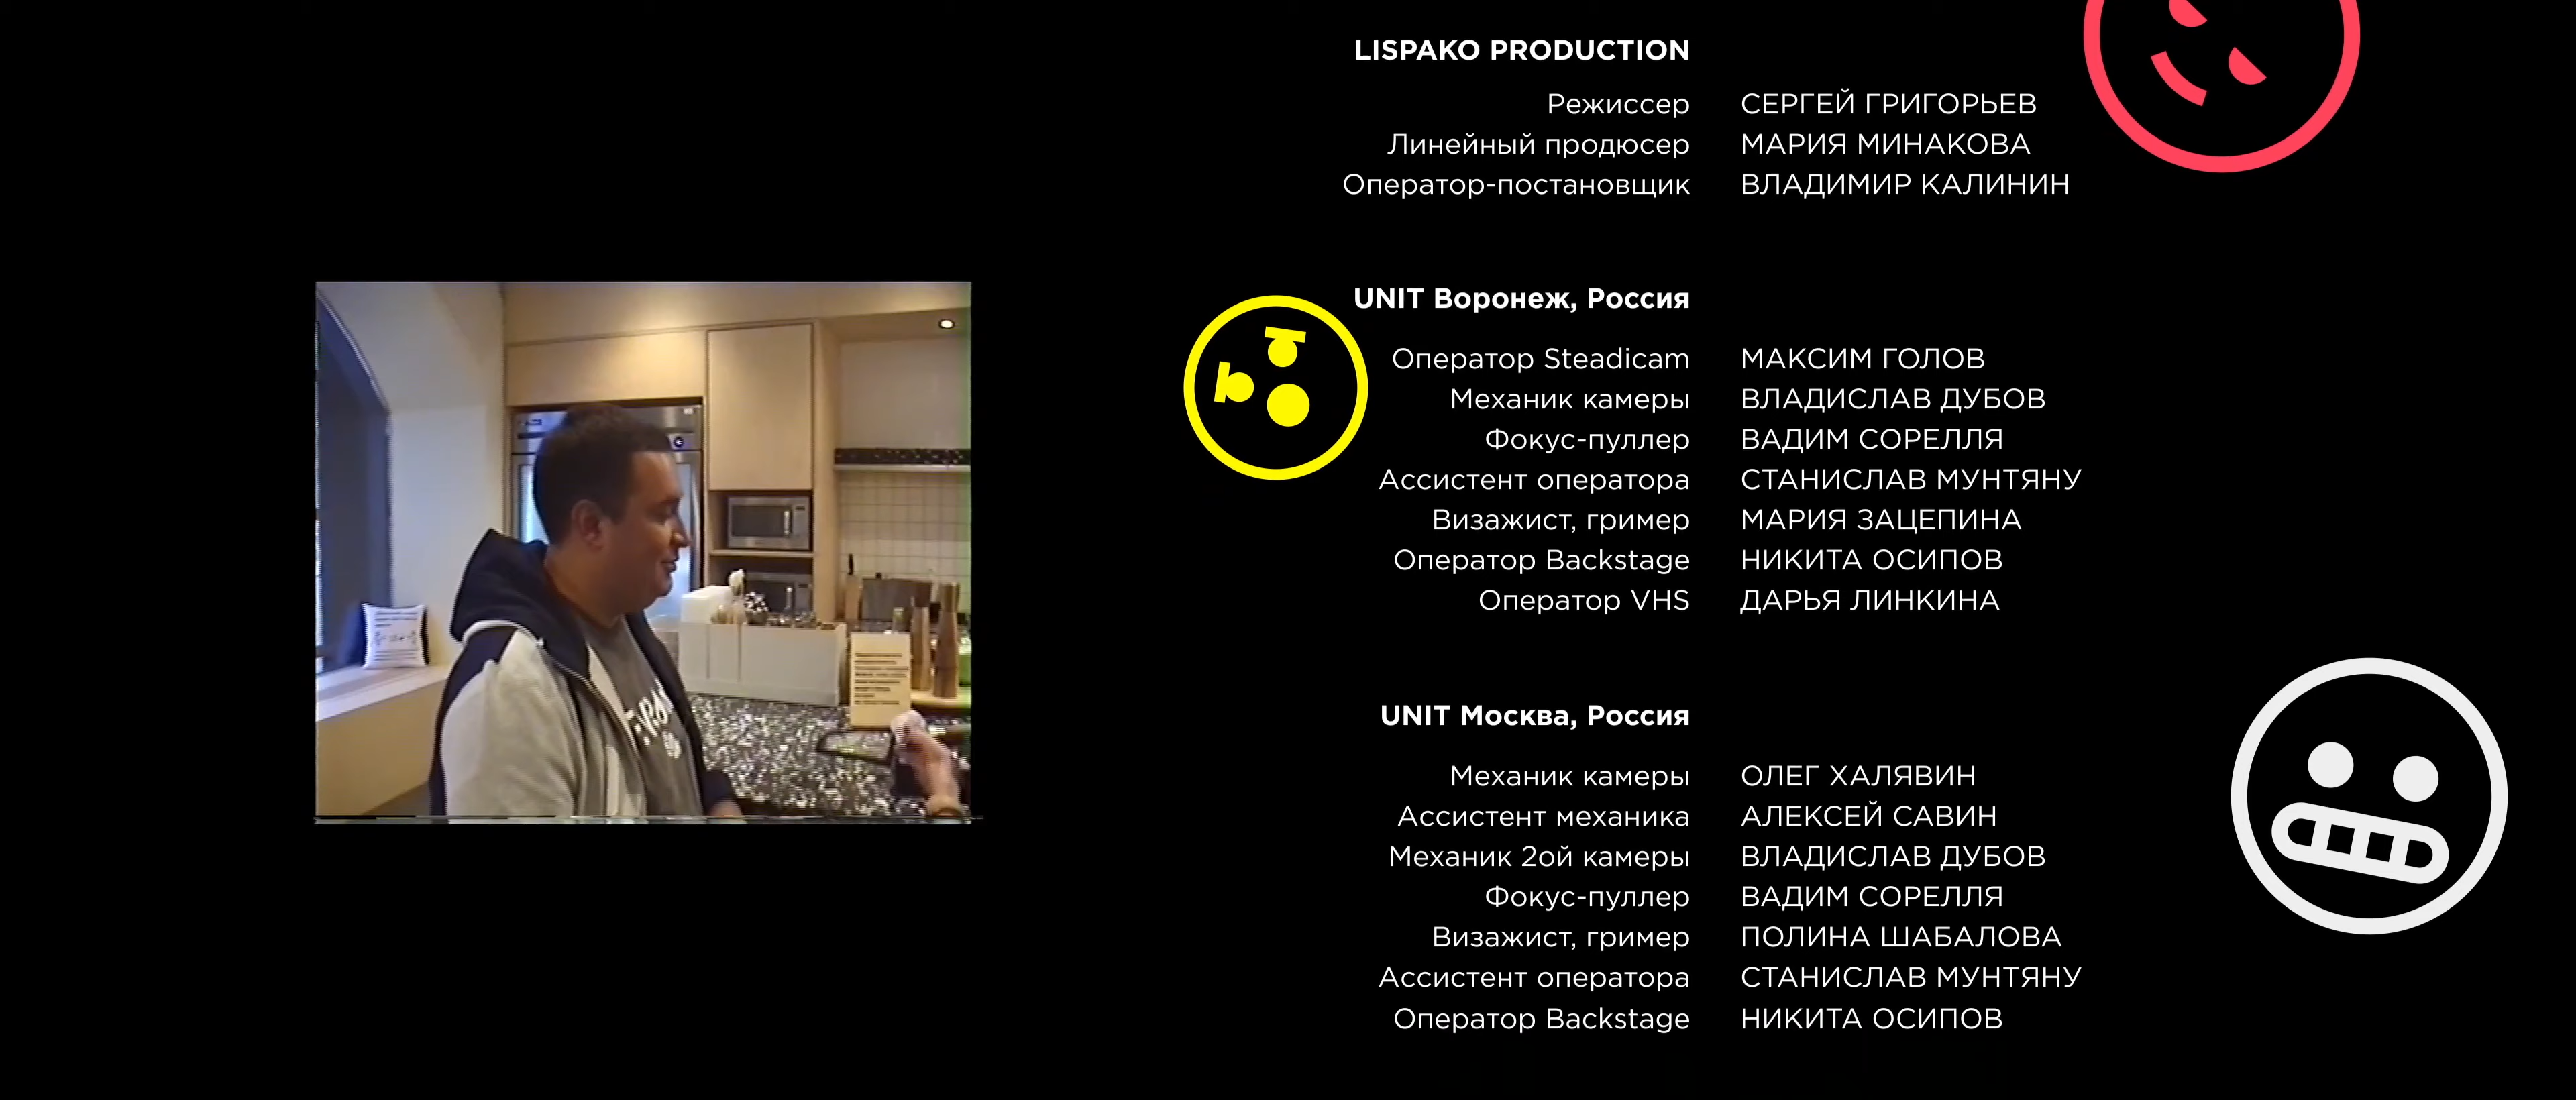 LISPAKO PRODUCTION
Режиссер СЕРГЕЙ ГРИГОРЬЕВ
Линейный продюсер МАРИЯ МИНАКОВА
Оператор-постановщик ВЛАДИМИР КАЛИНИН
UNIT Воронеж, Россия
Оператор Steadicam МАКСИМ ГОЛОВ
Механик камеры ВЛАДИСЛАВ ДУБОВ
Фокус-пуллер ВАДИМ СОРЕЛЛЯ
Ассистент оператора СТАНИСЛАВ МУНТЯНУ
Визажист, гример МАРИЯ ЗАЦЕПИНА
Оператор Backstage НИКИТА ОСИПОВ
Оператор VHS ДАРЬЯ ЛИНКИНА
UNIT Москва, Россия
Механик камеры ОЛЕГ ХАЛЯВИН
Ассистент механика АЛЕКСЕЙ САВИН
Механик 2ой камеры ВЛАДИСЛАВ ДУБОВ
Фокус-пуллер ВАДИМ СОРЕЛЛЯ
Визажист, гример ПОЛИНА ШАБАЛОВА
Ассистент оператора СТАНИСЛАВ МУНТЯНУ
Оператор Backstage НИКИТА ОСИПОВ